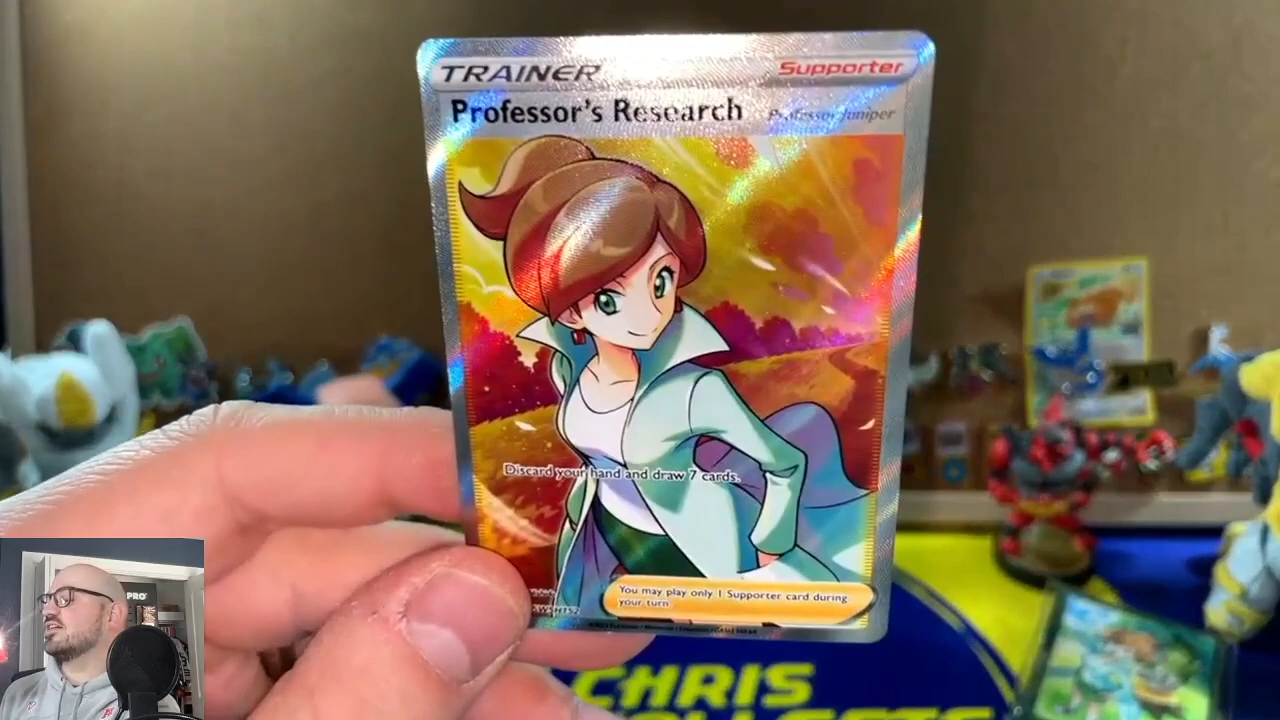 TRAINER
Supporter
Professor's Research
Professor Juniper
Discard your hand and draw 7 cards.
You may play only 1 Supporter card during
your turn.
SWSH152
PRO
CHRIS